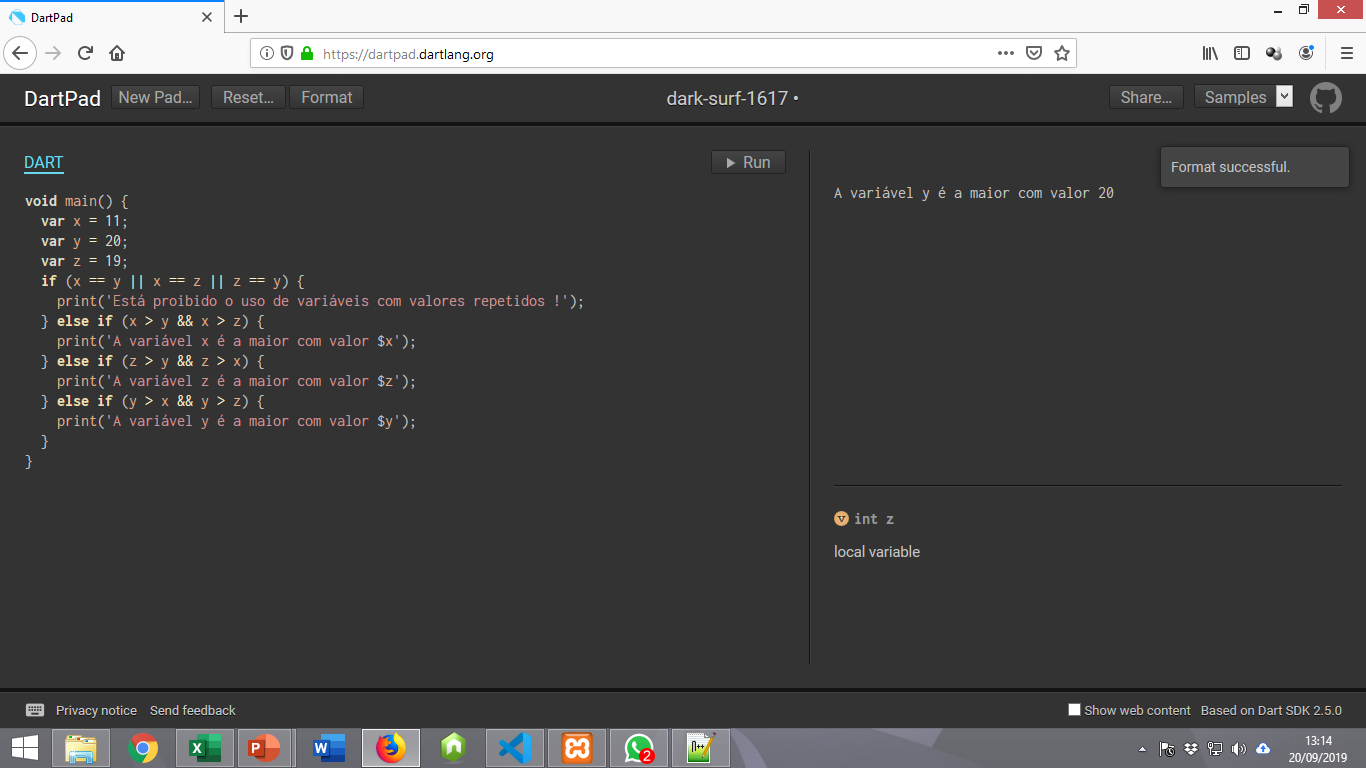 DartPad
https://dartpad.dartlang.org
DartPad New Pad... Reset... Format dark-surf-1617 • Share... Samples
DART
Run
void main() {
  var x = 11;
  var y = 20;
  var z = 19;
  if (x == y || x == z || z == y) {
    print('Está proibido o uso de variáveis com valores repetidos !');
  } else if (x > y && x > z) {
    print('A variável x é a maior com valor $x');
  } else if (z > y && z > x) {
    print('A variável z é a maior com valor $z');
  } else if (y > x && y > z) {
    print('A variável y é a maior com valor $y');
  }
}
Format successful.
A variável y é a maior com valor 20
V int z
local variable
Privacy notice Send feedback Show web content Based on Dart SDK 2.5.0
2
13:14
20/09/2019